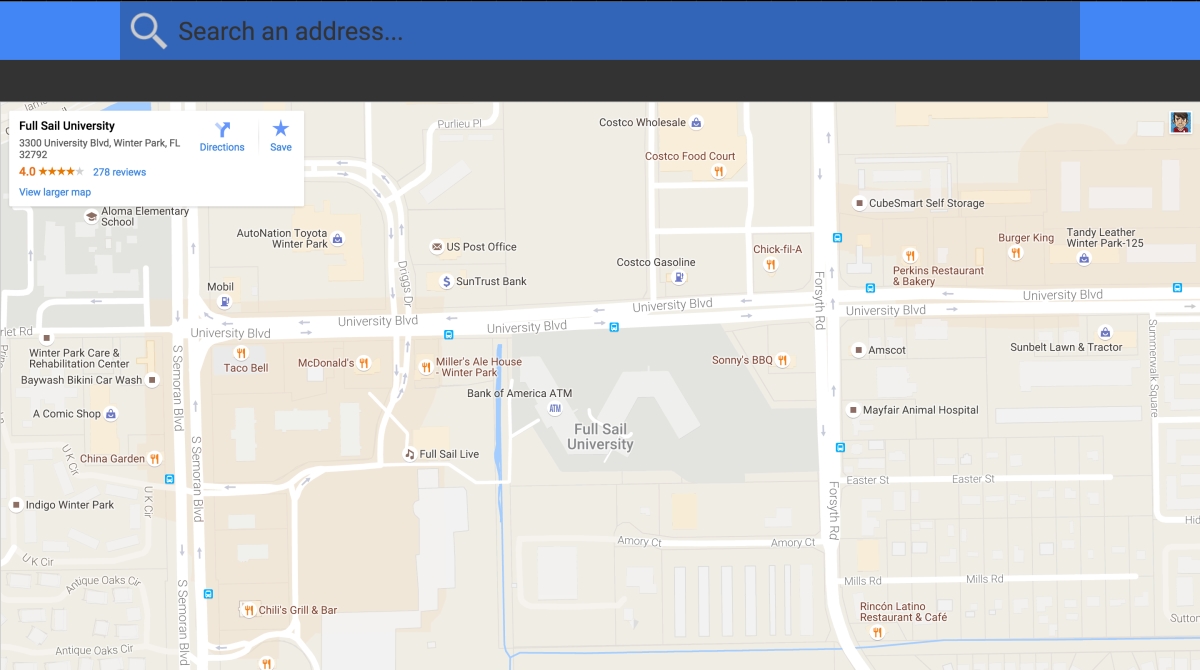 Search an address...
Full Sail University
3300 University Blvd, Winter Park, FL
32792
4.0
278 reviews
View larger map
Directions
Save
Purlieu Pl
Costco Wholesale
Costco Food Court
Aloma Elementary
School
AutoNation Toyota
Winter Park
US Post Office
SunTrust Bank
Driggs Dr
Costco Gasoline
Chick-fil-A
CubeSmart Self Storage
Perkins Restaurant
& Bakery
Burger King
Tandy Leather
Winter Park-125
Mobil
Forsyth Rd
University Blvd
University Blvd
University Blvd
University Blvd
University Blvd
University Blvd
riet Rd
Winter Park Care &
Rehabilitation Center
Baywash Bikini Car Wash
A Comic Shop
China Garden
Indigo Winter Park
Taco Bell
McDonald's
Miller's Ale House
- Winter Park
Bank of America ATM
ATM
Full Sail
University
Full Sail Live
Sonny's BBQ
Amscot
Sunbelt Lawn & Tractor
Summerwalk Square
Mayfair Animal Hospital
S Semoran Blvd
S Semoran Blvd
S Semoran Blvd
U K Cir
U K Cir
U K Cir
Antique Oaks Cir
Antique Oaks Cir
Easter St
Easter St
Forsyth Rd
Amory Ct
Amory Ct
Hid
Mills Rd
Mills Rd
Chili's Grill & Bar
Rincón Latino
Restaurant & Café
Sutton